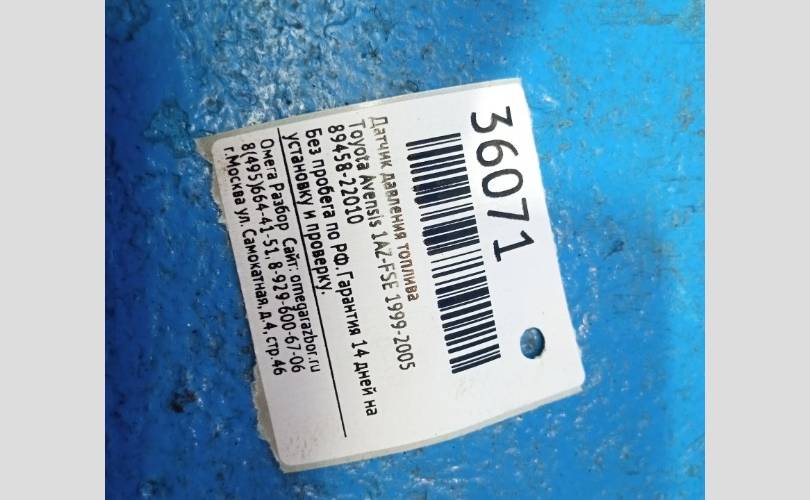 36071
Датчик давления топлива
Toyota Avensis 1AZ-FSE 1999-2005
89458-22010
Без пробега по РФ.Гарантия 14 дней на
установку и проверку.
Омега Разбор Сайт: omegarazbor.ru
8(495)664-41-51, 8-929-600-67-06
г.Москва ул. Самокатная, д.4,стр.46